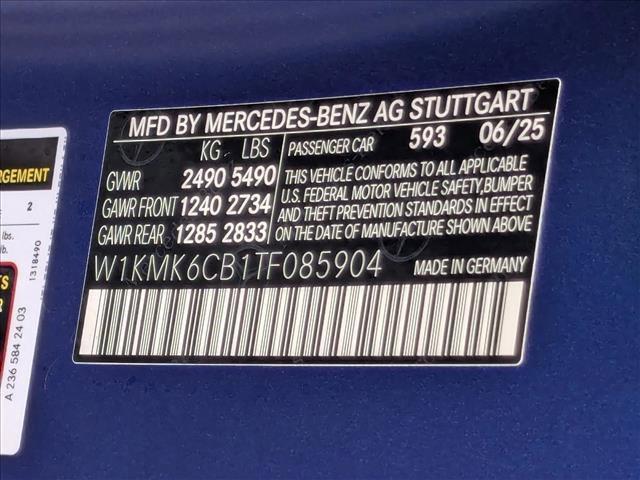 MFD BY MERCEDES-BENZ AG STUTTGART
KG LBS
PASSENGER CAR 593 06/25
GVWR 2490 5490
GAWR FRONT 1240 2734
GAWR REAR 1285 2833
THIS VEHICLE CONFORMS TO ALL APPLICABLE
U.S. FEDERAL MOTOR VEHICLE SAFETY,BUMPER
AND THEFT PREVENTION STANDARDS IN EFFECT
ON THE DATE OF MANUFACTURE SHOWN ABOVE.
W1KMK6CB1TF085904 MADE IN GERMANY
2
lbs.
lb.
1318490
A 236 584 24 03